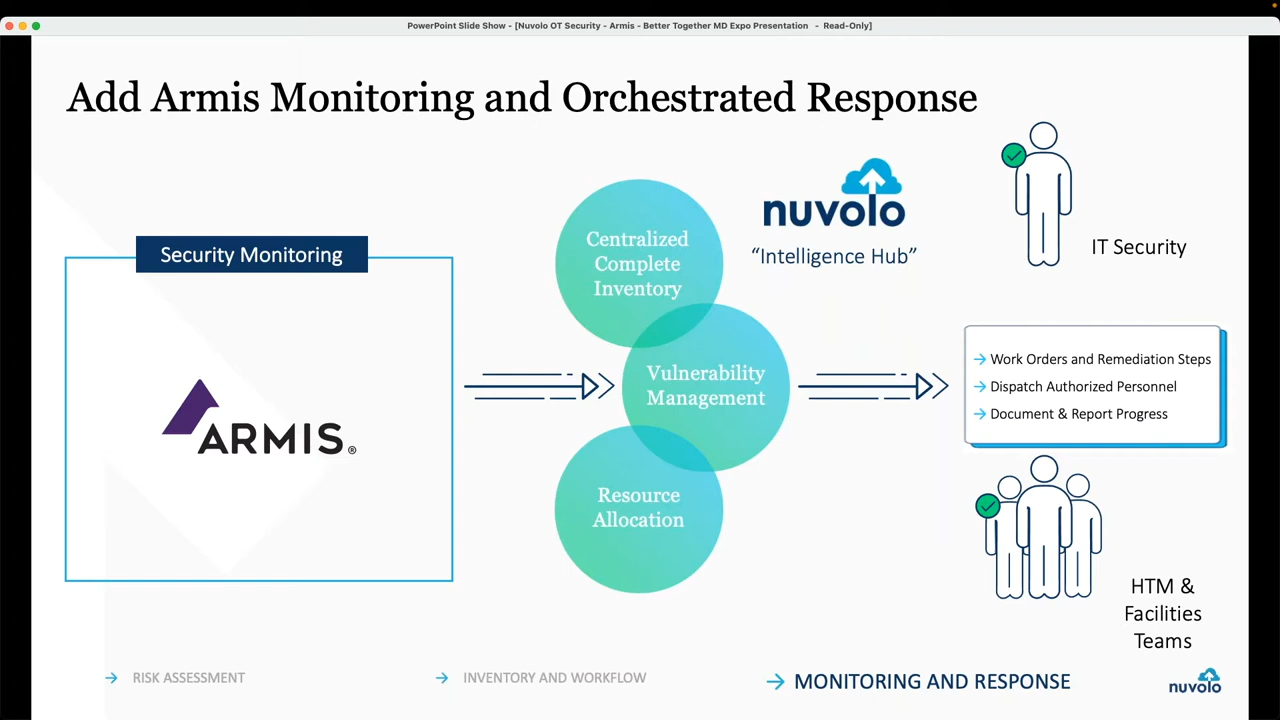 PowerPoint Slide Show - [Nuvolo OT Security - Armis - Better Together MD Expo Presentation - Read-Only]
Add Armis Monitoring and Orchestrated Response
Security Monitoring
ARMIS®
Centralized
Complete
Inventory
Vulnerability
Management
Resource
Allocation
nuvolo
“Intelligence Hub”
IT Security
Work Orders and Remediation Steps
Dispatch Authorized Personnel
Document & Report Progress
HTM &
Facilities
Teams
RISK ASSESSMENT
INVENTORY AND WORKFLOW
MONITORING AND RESPONSE
nuvolo